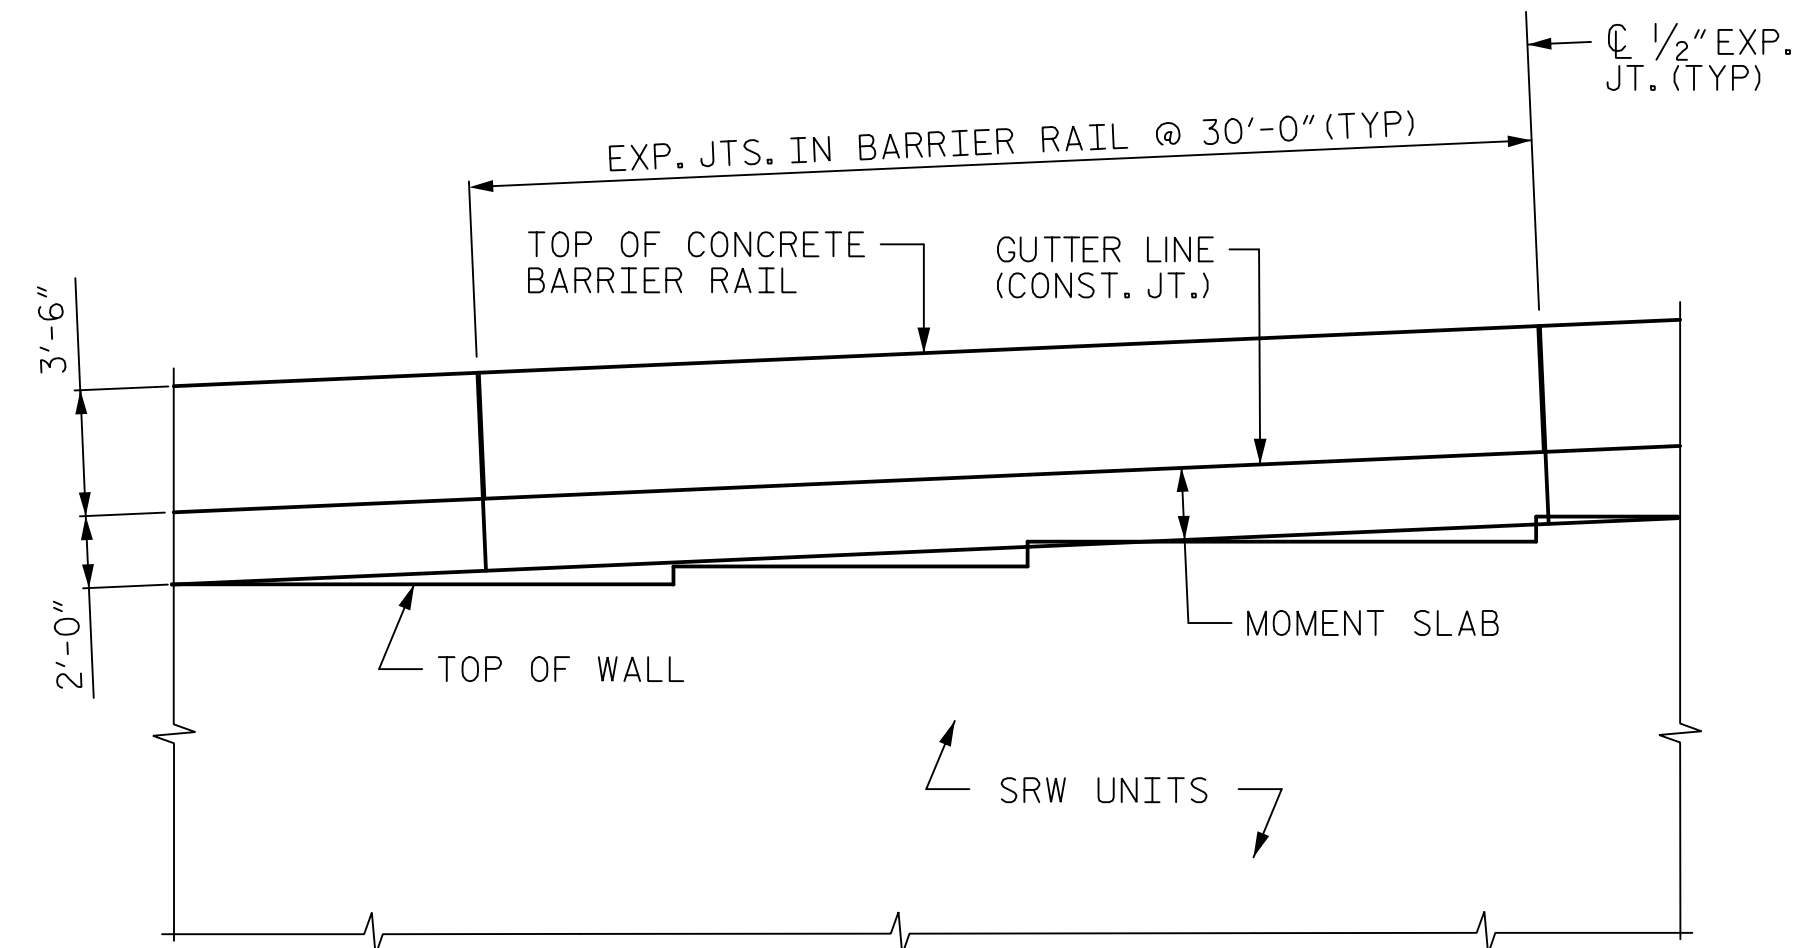 ℄ 1/2" EXP.
JT. (TYP)
EXP. JTS. IN BARRIER RAIL @ 30'-0" (TYP)
TOP OF CONCRETE
BARRIER RAIL
GUTTER LINE
(CONST. JT.)
3'-6"
2'-0"
MOMENT SLAB
TOP OF WALL
SRW UNITS